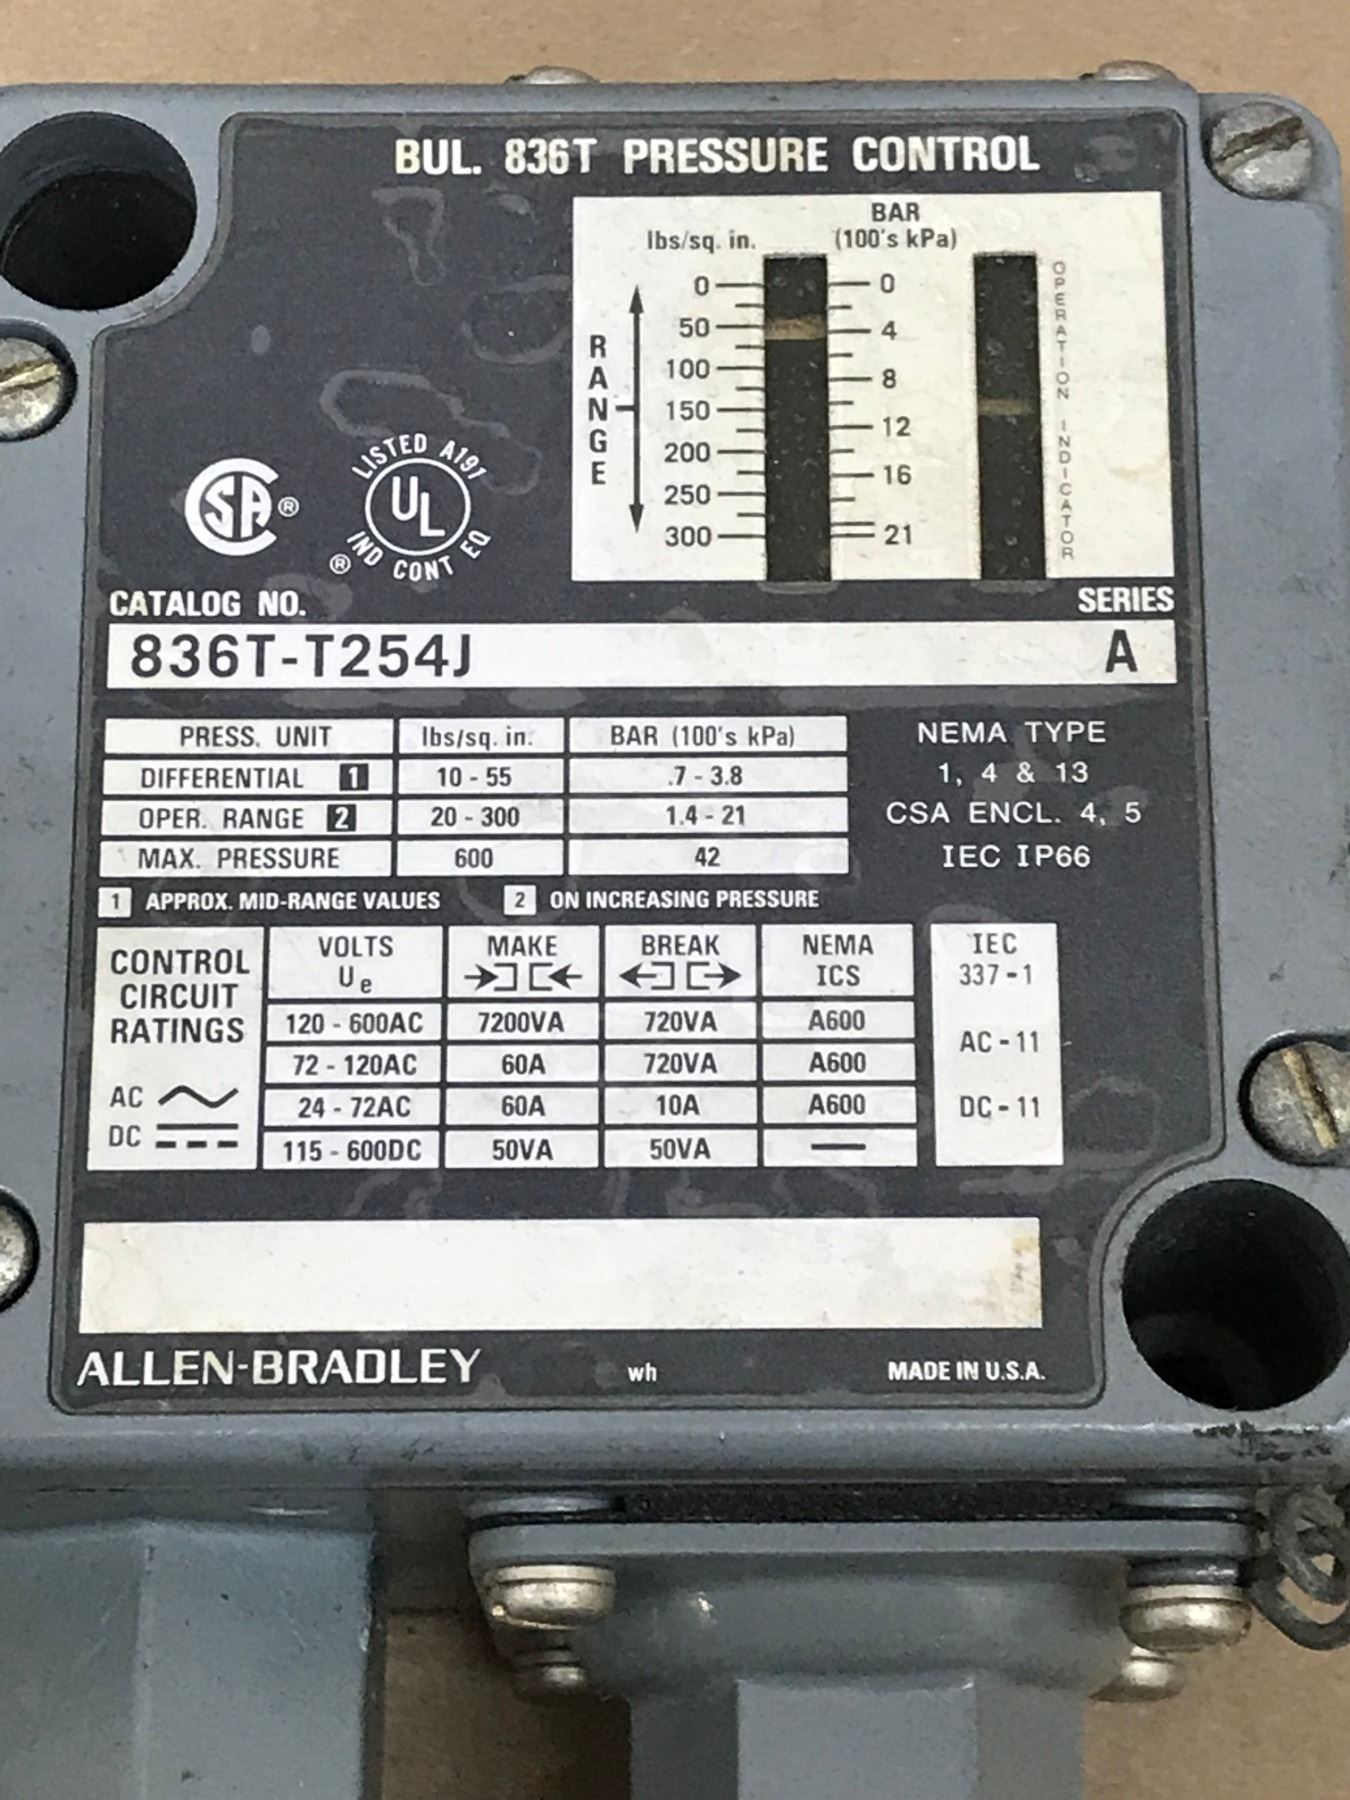 BUL. 836T PRESSURE CONTROL
BAR
lbs/sq. in. (100's kPa)
RANGE
0 0
50 4
100 8
150 12
200 16
250
300 21
OPERATION INDICATOR
SA ®
LISTED A191
UL
® IND CONT EQ
CATALOG NO. SERIES
836T-T254J A
PRESS. UNIT lbs/sq. in. BAR (100's kPa)
DIFFERENTIAL 1 10 - 55 .7 - 3.8
OPER. RANGE 2 20 - 300 1.4 - 21
MAX. PRESSURE 600 42
NEMA TYPE
1, 4 & 13
CSA ENCL. 4, 5
IEC IP66
1 APPROX. MID-RANGE VALUES 2 ON INCREASING PRESSURE
CONTROL
CIRCUIT
RATINGS
AC
DC
VOLTS Ue MAKE BREAK NEMA ICS
120 - 600AC 7200VA 720VA A600
72 - 120AC 60A 720VA A600
24 - 72AC 60A 10A A600
115 - 600DC 50VA 50VA —
IEC
337 - 1
AC - 11
DC - 11
ALLEN-BRADLEY wh MADE IN U.S.A.